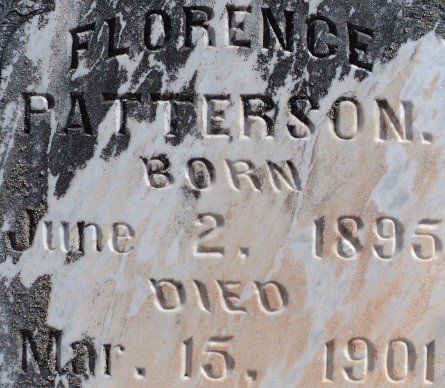 FLORENCE
PATTERSON.
BORN
June 2, 1895
DIED
Mar. 15, 1901